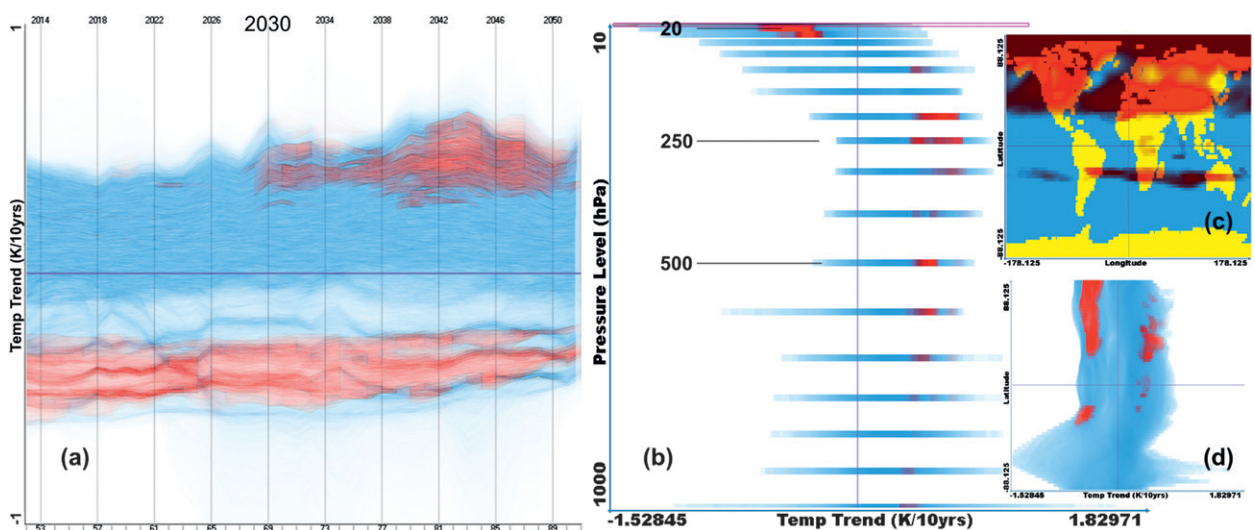 2014 2018 2022 2026 2030 2034 2038 2042 2046 2050
1
Temp Trend (K/10yrs)
-1
(a)
53 57 61 65 69 73 77 81 85 89
10
20
250
500
Pressure Level (hPa)
1000
(b)
-1.52845 Temp Trend (K/10yrs) 1.82971
88.125
Latitude
-88.125
(c)
-178.125 Longitude 178.125
88.125
Latitude
-88.125
(d)
-1.52845 Temp Trend (K/10yrs) 1.82971